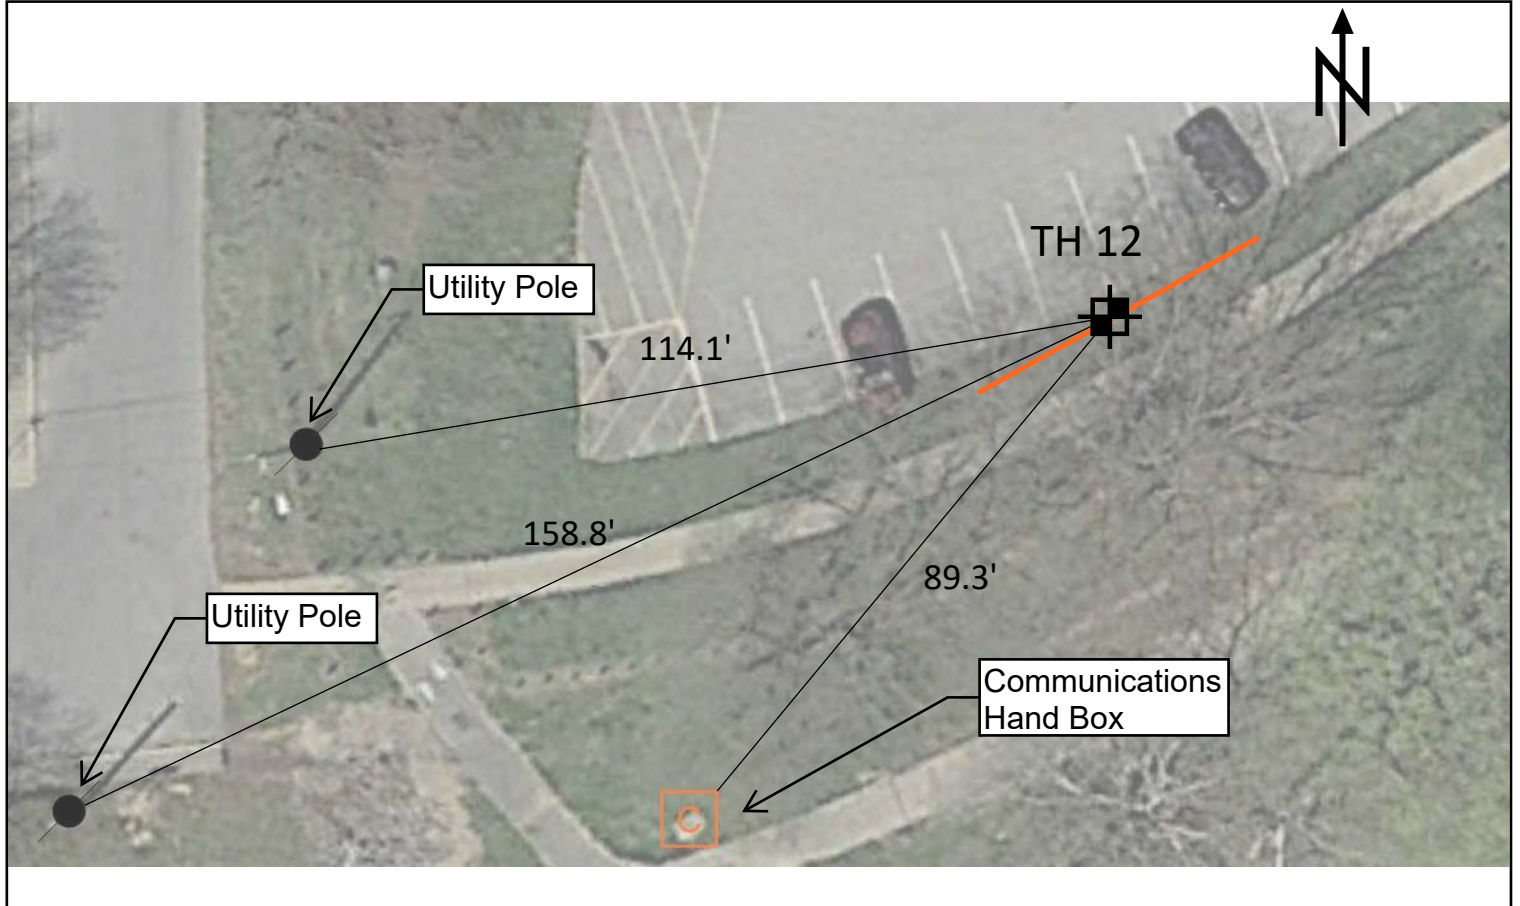 N
TH 12
Utility Pole
114.1'
158.8'
89.3'
Utility Pole
Communications
Hand Box
C